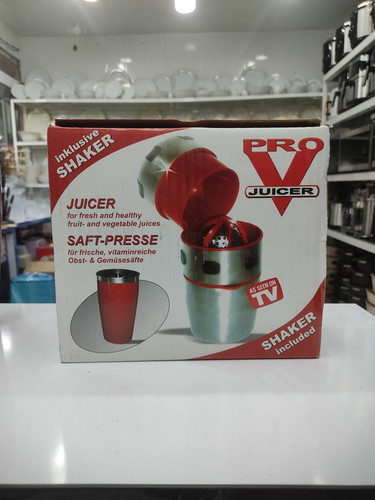 inklusive
SHAKER
PRO
V
JUICER
JUICER
for fresh and healthy
fruit- and vegetable juices
SAFT-PRESSE
für frische, vitaminreiche
Obst- & Gemüsesäfte
AS SEEN ON
TV
SHAKER
included